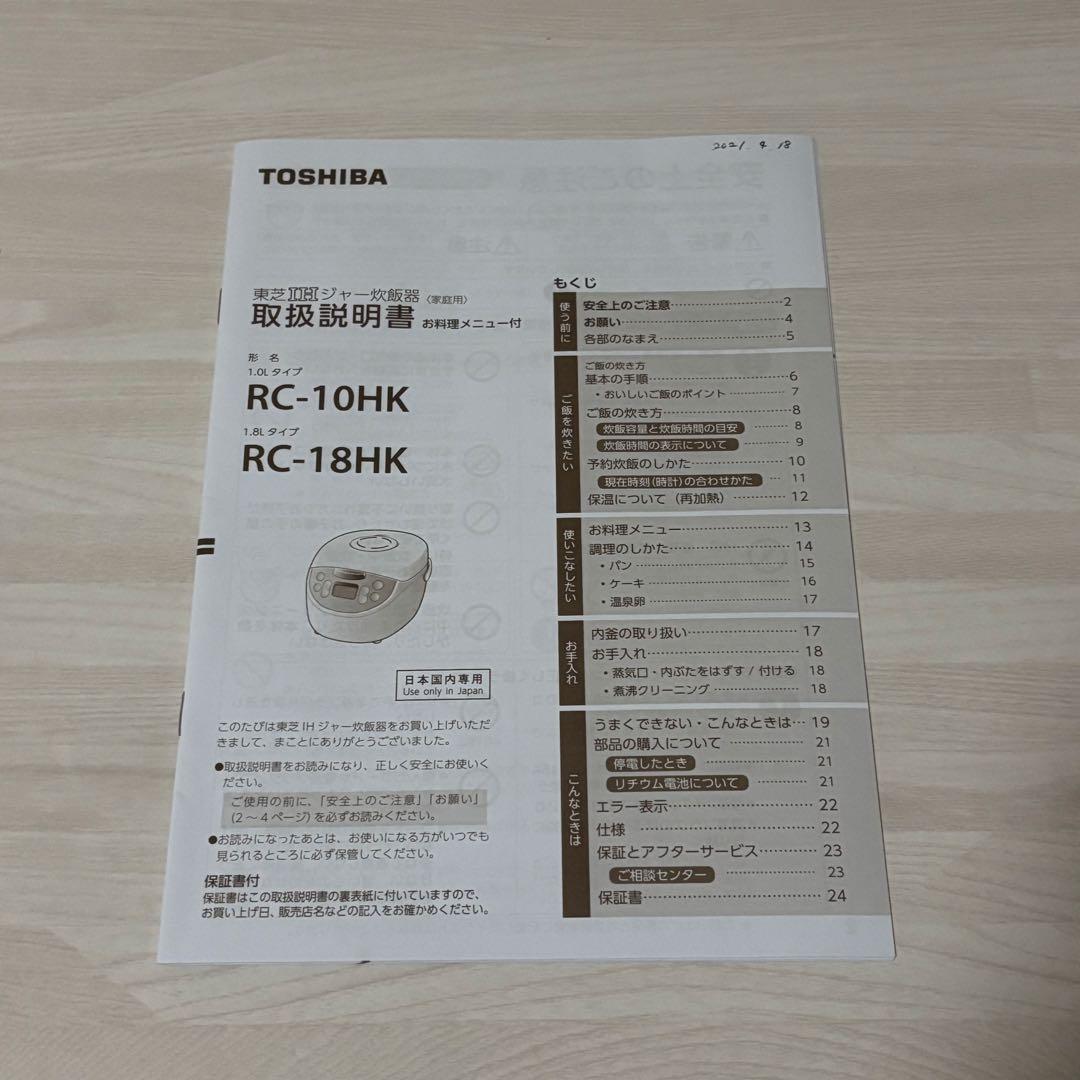 2021 9 18
TOSHIBA
東芝IHジャー炊飯器〈家庭用〉
取扱説明書 お料理メニュー付
形 名
1.0L タイプ
RC-10HK
1.8L タイプ
RC-18HK
日本国内専用
Use only in Japan
このたびは東芝 IH ジャー炊飯器をお買い上げいただ
きまして、まことにありがとうございました。
●取扱説明書をお読みになり、正しく安全にお使いく
ださい。
ご使用の前に、「安全上のご注意」「お願い」
(2～4ページ)を必ずお読みください。
●お読みになったあとは、お使いになる方がいつでも
見られるところに必ず保管してください。
保証書付
保証書はこの取扱説明書の裏表紙に付いていますので、
お買い上げ日、販売店名などの記入をお確かめください。
もくじ
使う前に
安全上のご注意 2
お願い 4
各部のなまえ 5
ご飯を炊きたい
ご飯の炊き方
基本の手順 6
・おいしいご飯のポイント 7
ご飯の炊き方 8
炊飯容量と炊飯時間の目安 8
炊飯時間の表示について 9
予約炊飯のしかた 10
現在時刻(時計)の合わせかた 11
保温について（再加熱） 12
使いこなしたい
お料理メニュー 13
調理のしかた 14
・パン 15
・ケーキ 16
・温泉卵 17
お手入れ
内釜の取り扱い 17
お手入れ 18
・蒸気口・内ぶたをはずす / 付ける 18
・煮沸クリーニング 18
こんなときは
うまくできない・こんなときは 19
部品の購入について 21
停電したとき 21
リチウム電池について 21
エラー表示 22
仕様 22
保証とアフターサービス 23
ご相談センター 23
保証書 24